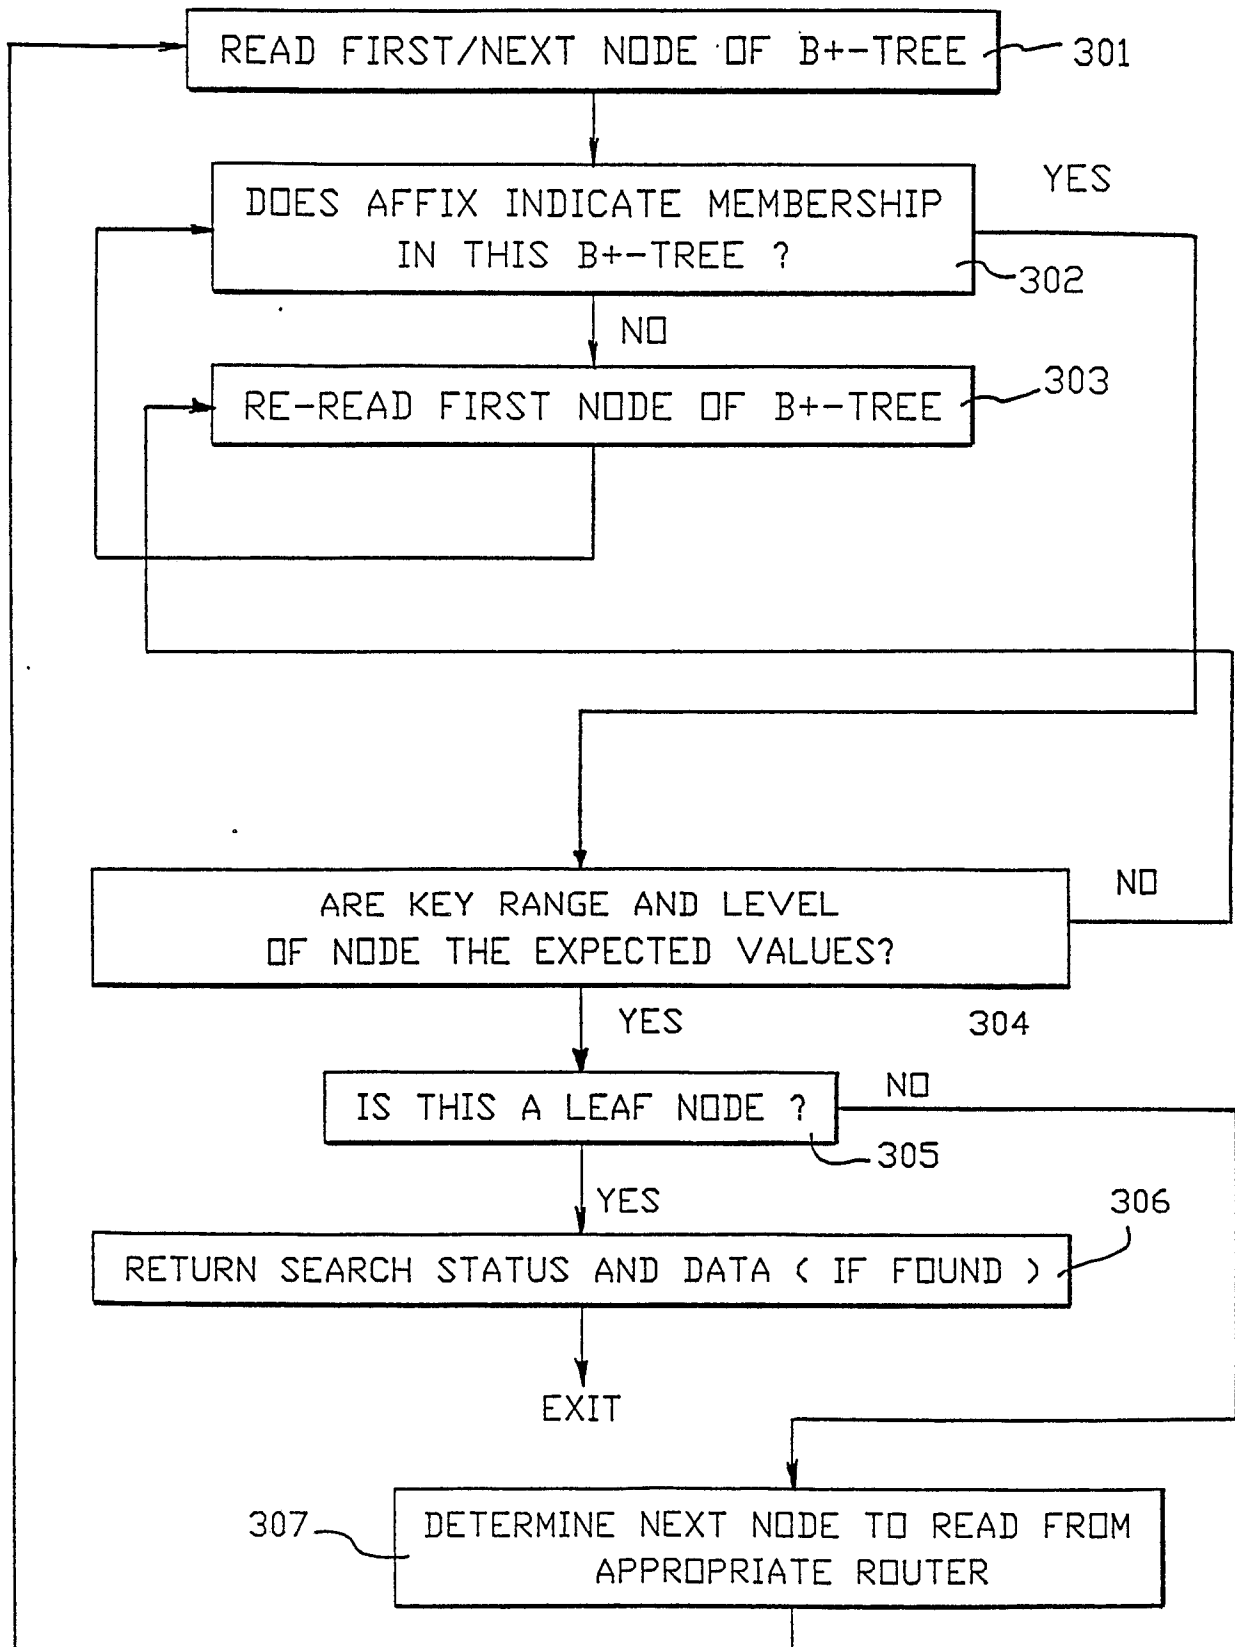 READ FIRST/NEXT NODE OF B+-TREE
301
YES
DOES AFFIX INDICATE MEMBERSHIP
IN THIS B+-TREE ?
302
NO
303
RE-READ FIRST NODE OF B+-TREE
NO
ARE KEY RANGE AND LEVEL
OF NODE THE EXPECTED VALUES?
YES
304
NO
IS THIS A LEAF NODE ?
305
YES
306
RETURN SEARCH STATUS AND DATA ( IF FOUND )
EXIT
307
DETERMINE NEXT NODE TO READ FROM
APPROPRIATE ROUTER